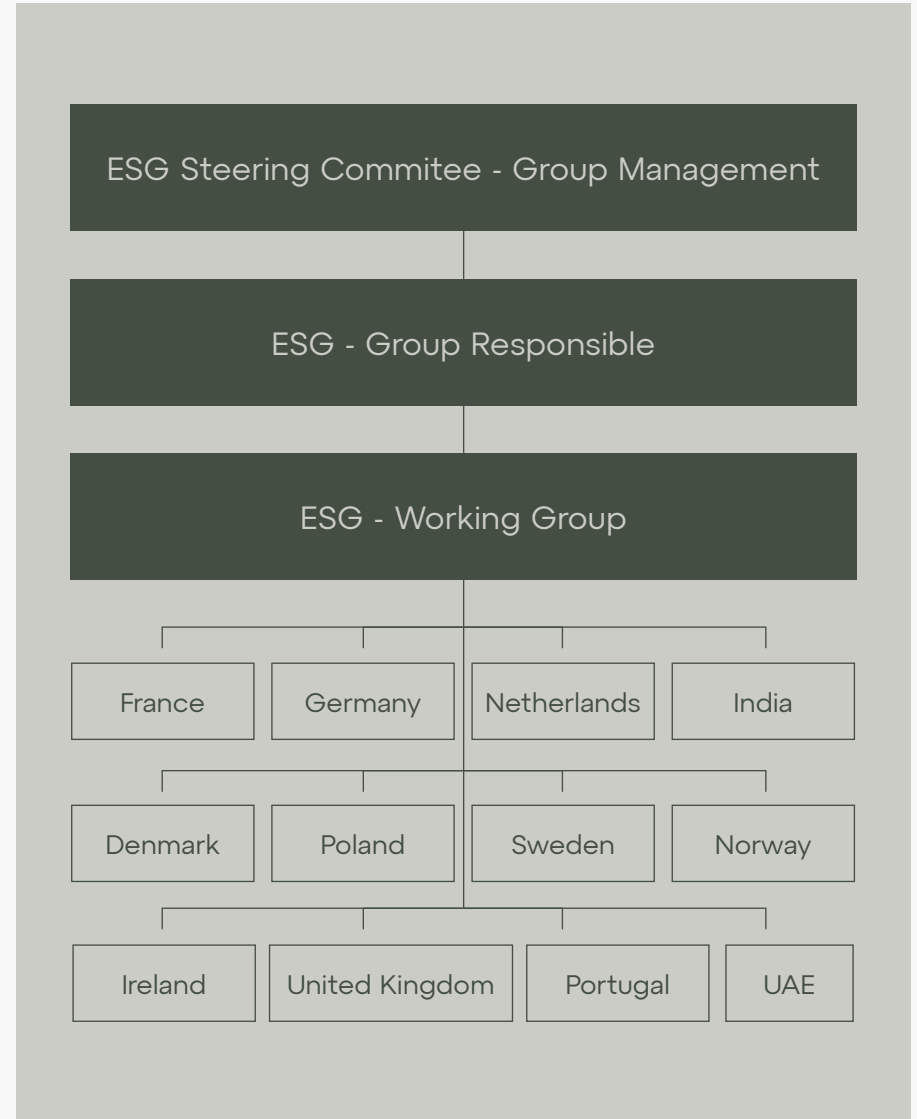 ESG Steering Commitee - Group Management
ESG - Group Responsible
ESG - Working Group
France
Germany
Netherlands
India
Denmark
Poland
Sweden
Norway
Ireland
United Kingdom
Portugal
UAE